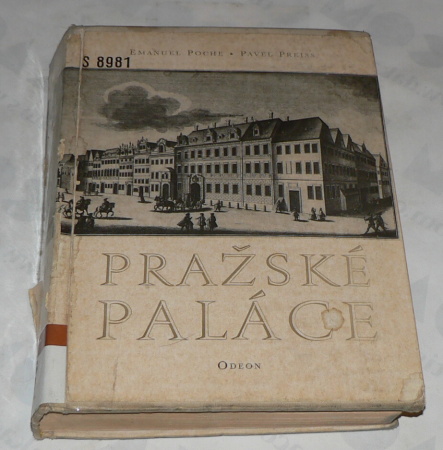 EMANUEL POCHE • PAVEL PREISS
S 8981
PRAŽSKÉ
PALÁCE
ODEON